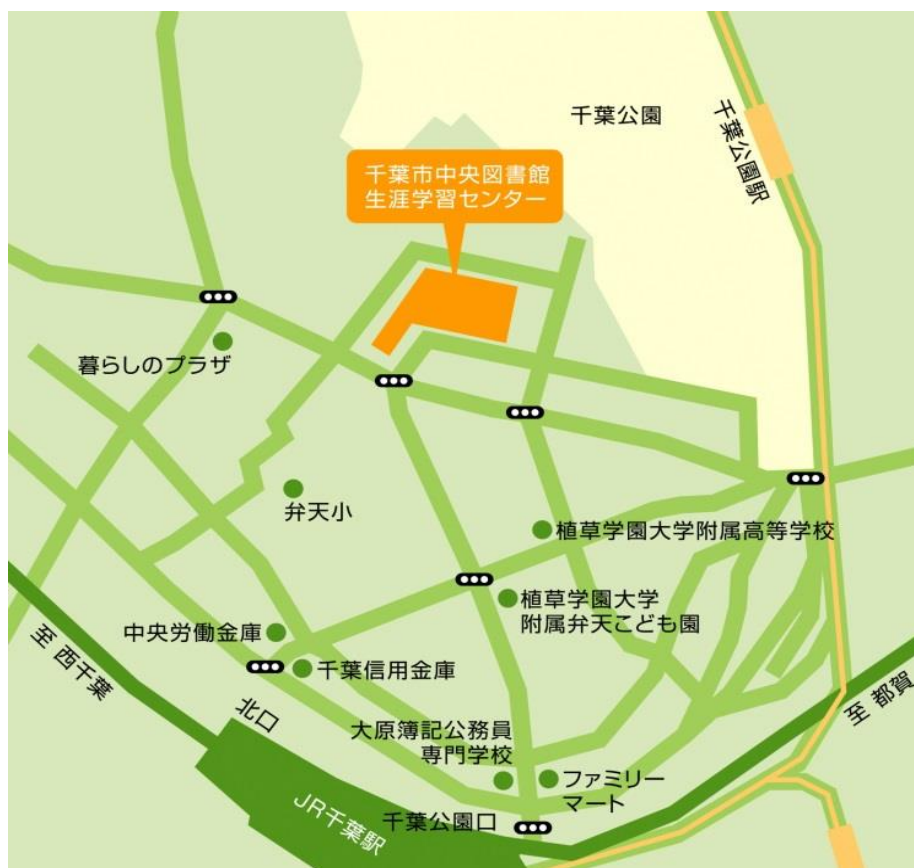 千葉公園
千葉公園駅
千葉市中央図書館
生涯学習センター
暮らしのプラザ
弁天小
植草学園大学附属高等学校
植草学園大学
附属弁天こども園
中央労働金庫
千葉信用金庫
至 西千葉
北口
至 都賀
大原簿記公務員
専門学校
ファミリー
マート
JR千葉駅
千葉公園口